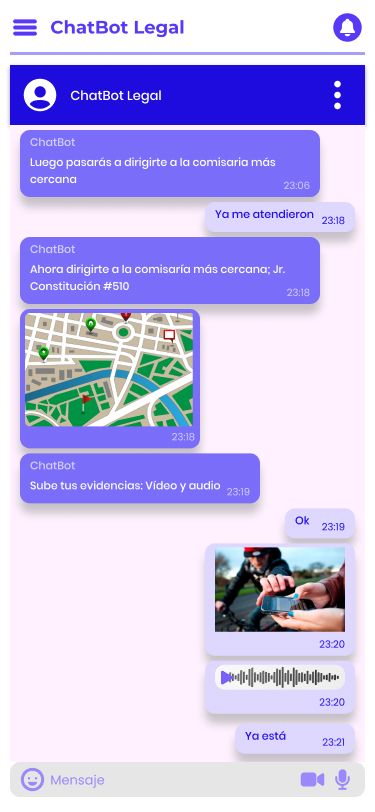 ChatBot Legal
ChatBot Legal
ChatBot
Luego pasarás a dirigirte a la comisaria más
cercana
23:06
Ya me atendieron
23:18
ChatBot
Ahora dirigirte a la comisaría más cercana; Jr.
Constitución #510
23:18
23:18
ChatBot
Sube tus evidencias: Vídeo y audio
23:19
Ok
23:19
23:20
23:20
Ya está
23:21
Mensaje